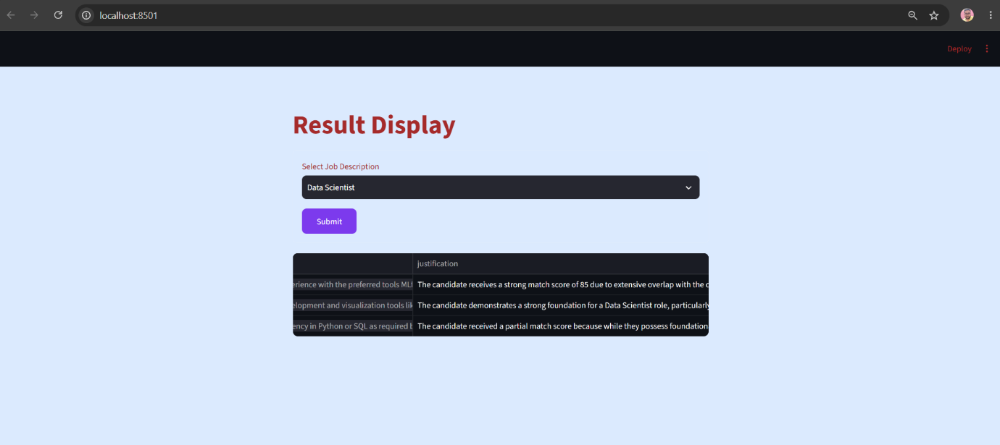 localhost:8501
Deploy
Result Display
Select Job Description
Data Scientist
Submit
justification
erience with the preferred tools MLf The candidate receives a strong match score of 85 due to extensive overlap with the c
elopment and visualization tools lik The candidate demonstrates a strong foundation for a Data Scientist role, particularly
ency in Python or SQL as required b The candidate received a partial match score because while they possess foundation